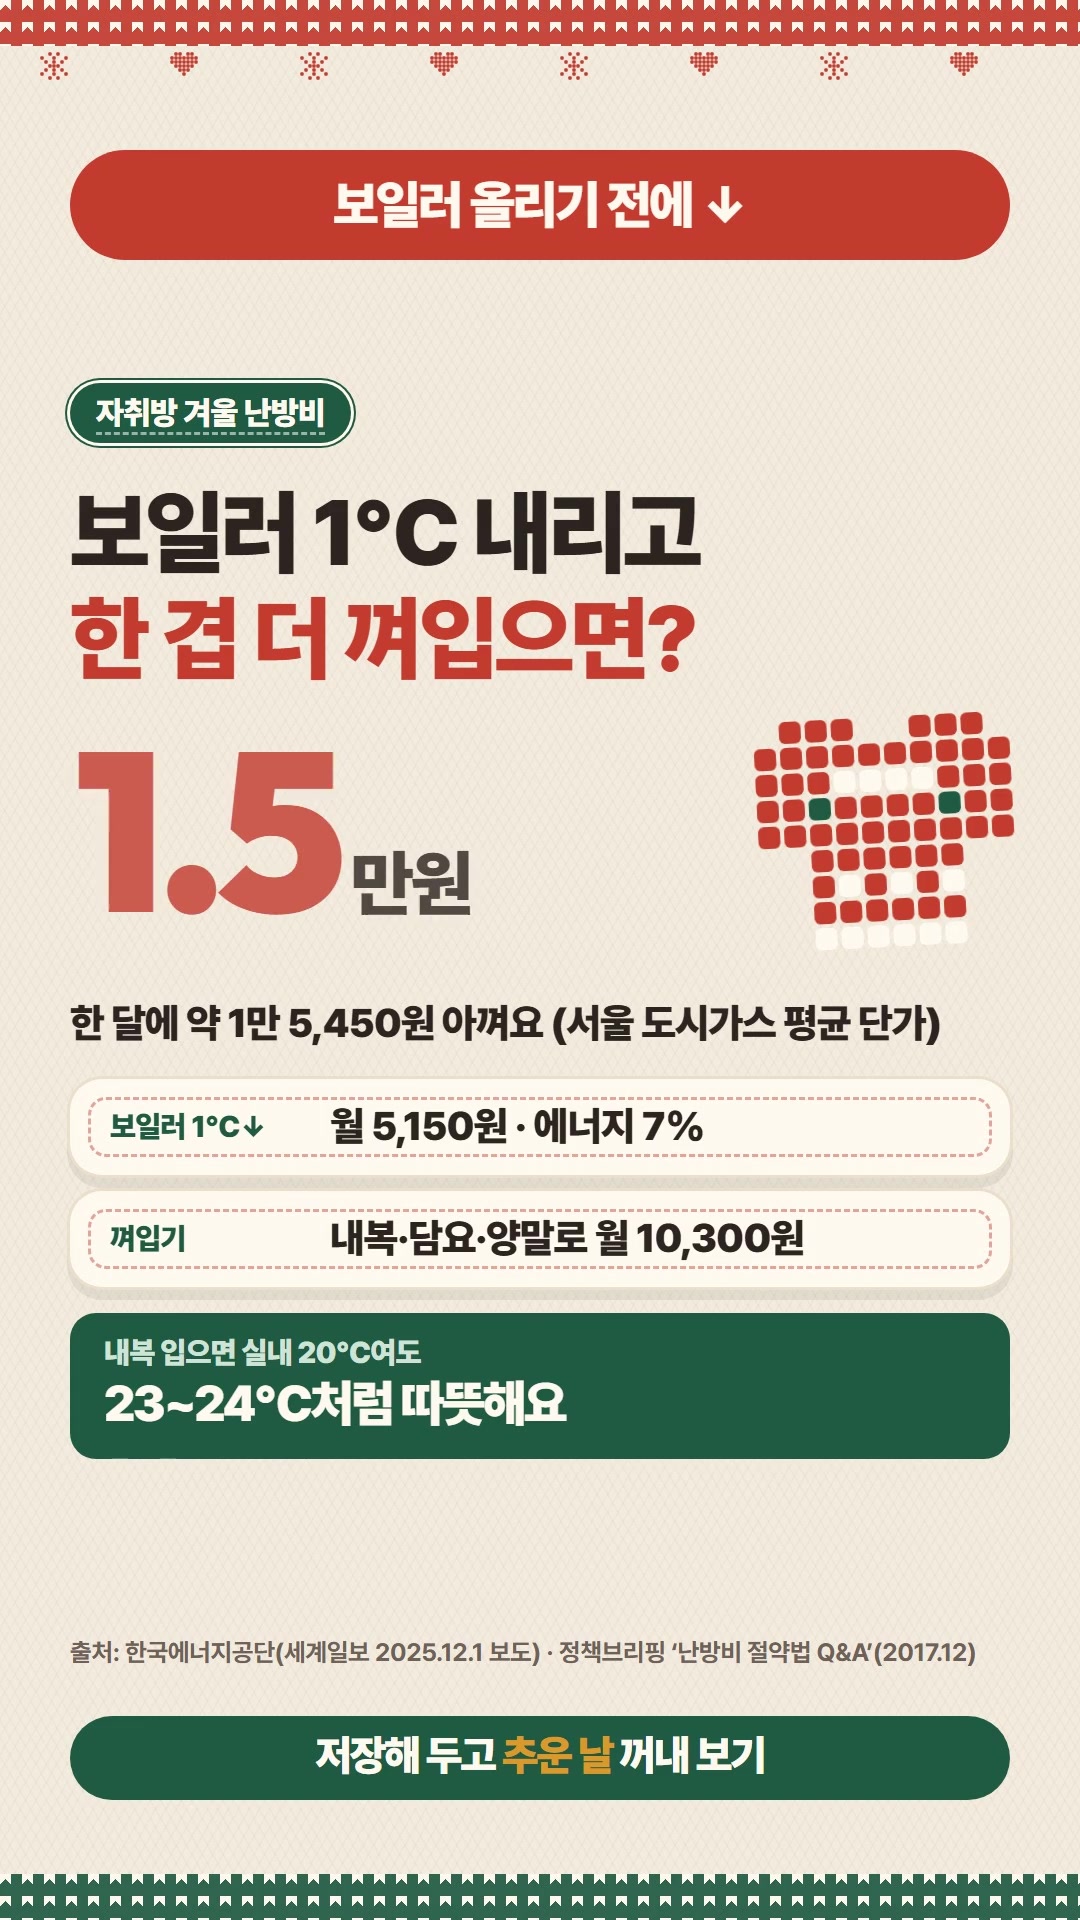 보일러 올리기 전에 ↓
자취방 겨울 난방비
보일러 1°C 내리고
한 겹 더 껴입으면?
1.5만원
한 달에 약 1만 5,450원 아껴요 (서울 도시가스 평균 단가)
보일러 1°C↓ 월 5,150원 · 에너지 7%
껴입기 내복·담요·양말로 월 10,300원
내복 입으면 실내 20°C여도
23~24°C처럼 따뜻해요
출처: 한국에너지공단(세계일보 2025.12.1 보도) · 정책브리핑 ‘난방비 절약법 Q&A’(2017.12)
저장해 두고 추운 날 꺼내 보기